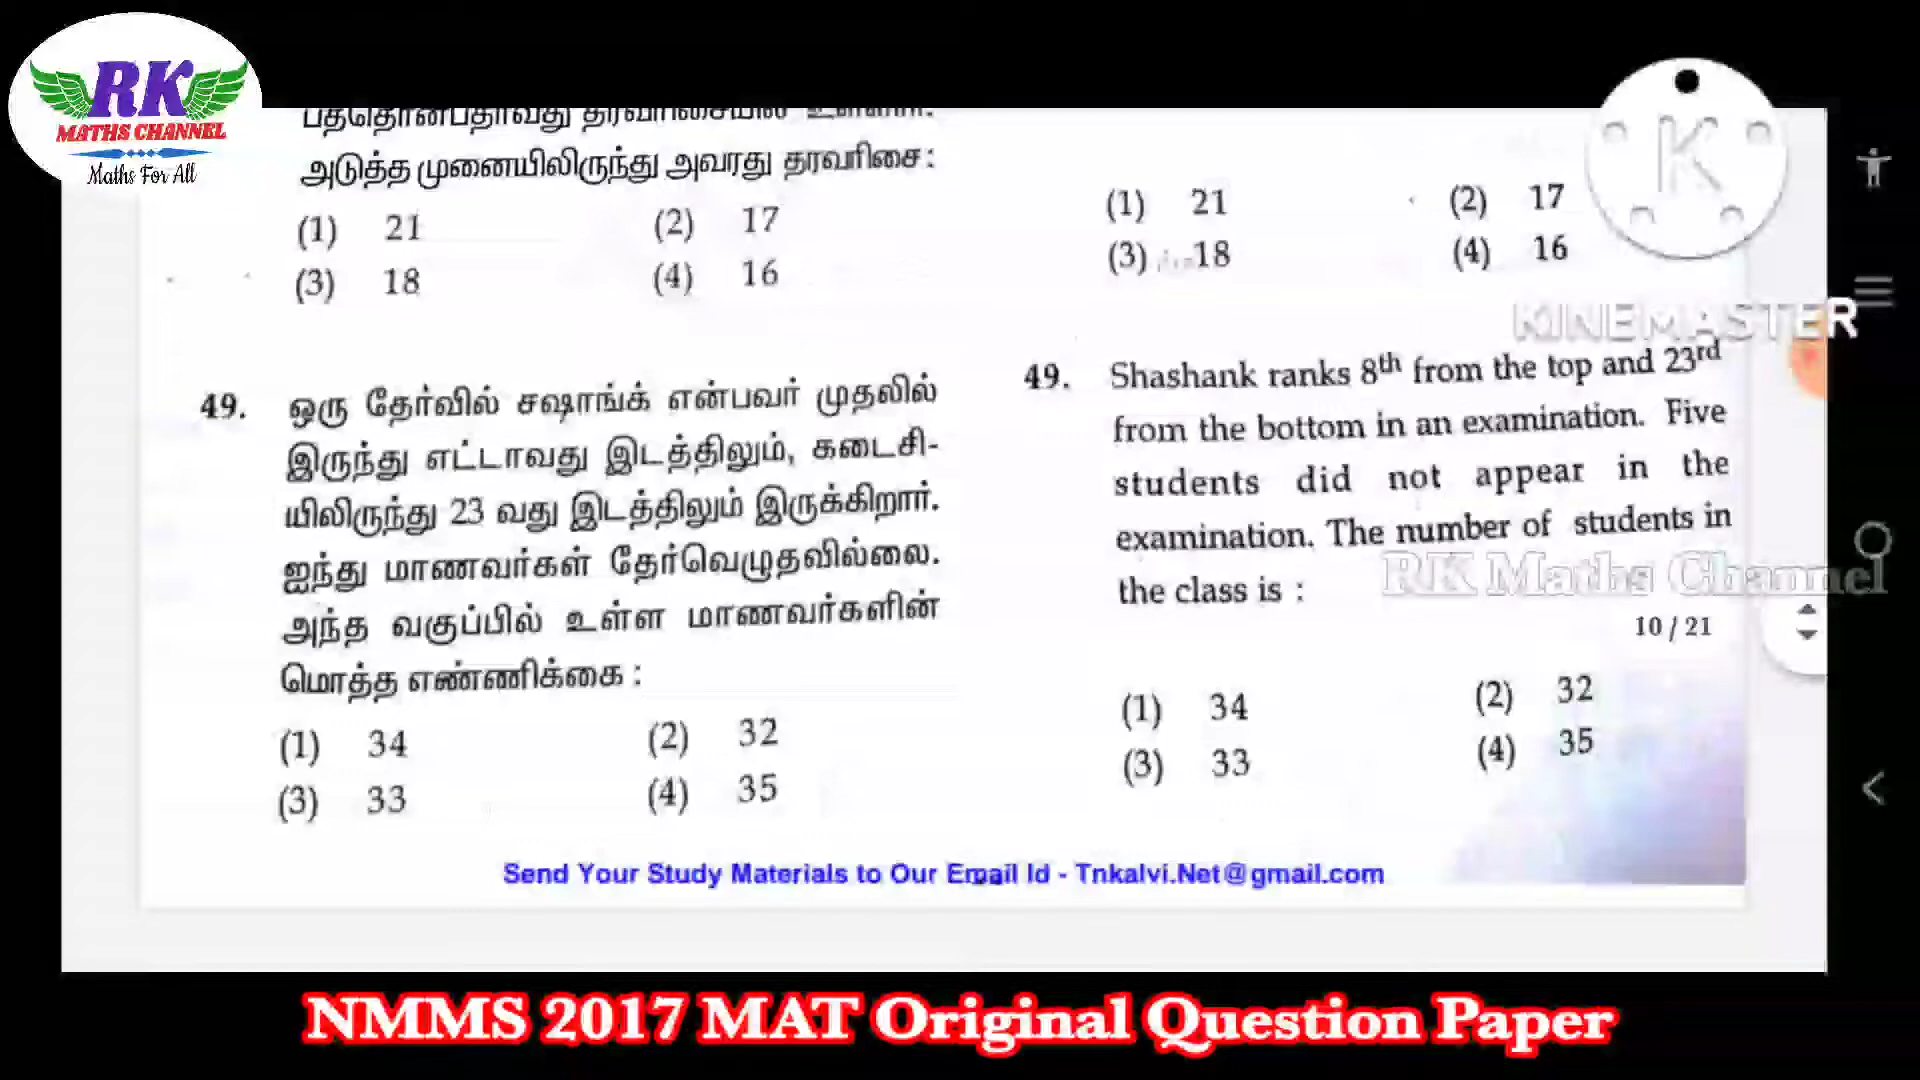 RK
MATHS CHANNEL
Maths For All
அடுத்த முனையிலிருந்து அவரது தரவரிசை :
(1) 21 (2) 17
(3) 18 (4) 16
49. ஒரு தேர்வில் சஷாங்க் என்பவர் முதலில்
இருந்து எட்டாவது இடத்திலும், கடைசி-
யிலிருந்து 23 வது இடத்திலும் இருக்கிறார்.
ஐந்து மாணவர்கள் தேர்வெழுதவில்லை.
அந்த வகுப்பில் உள்ள மாணவர்களின்
மொத்த எண்ணிக்கை :
(1) 34 (2) 32
(3) 33 (4) 35
(1) 21 (2) 17
(3) 18 (4) 16
K
KINEMASTER
49. Shashank ranks 8th from the top and 23rd
from the bottom in an examination. Five
students did not appear in the
examination. The number of students in
the class is :
RK Maths Channel
10 / 21
(1) 34 (2) 32
(3) 33 (4) 35
Send Your Study Materials to Our Email Id - Tnkalvi.Net@gmail.com
NMMS 2017 MAT Original Question Paper